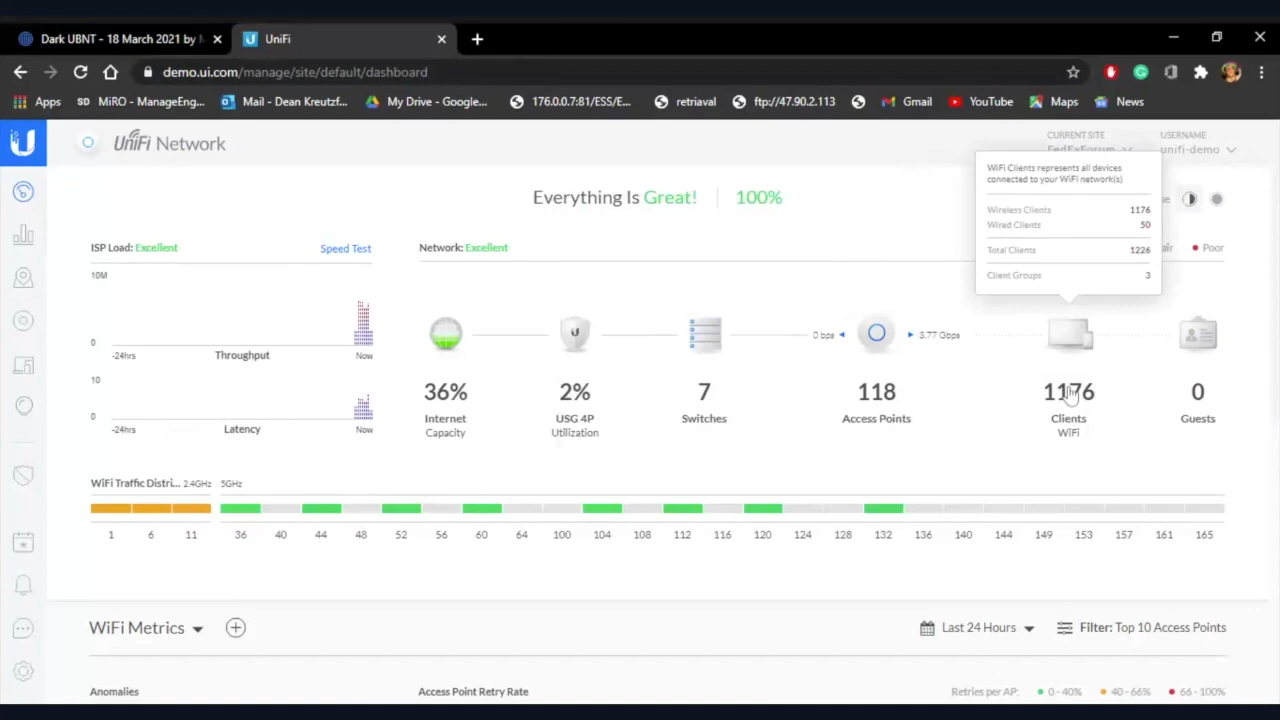 Dark UBNT - 18 March 2021 by
UniFi
demo.ui.com/manage/site/default/dashboard
Apps
SD MiRO - ManageEng...
Mail - Dean Kreutzf...
My Drive - Google...
176.0.0.7:81/ESS/E...
retriaval
ftp://47.90.2.113
Gmail
YouTube
Maps
News
UniFi Network
CURRENT SITE
FedExForum
USERNAME
unifi-demo
WiFi Clients represents all devices
connected to your WiFi network(s)
Wireless Clients 1176
Wired Clients 50
Total Clients 1226
Client Groups 3
Everything Is Great! 100%
ISP Load: Excellent
Speed Test
Network: Excellent
Poor
10M
0
-24hrs Throughput Now
10
0
-24hrs Latency Now
0 bps
3.77 Gbps
36%
Internet
Capacity
2%
USG 4P
Utilization
7
Switches
118
Access Points
1176
Clients
WiFi
0
Guests
WiFi Traffic Distri... 2.4GHz 5GHz
1 6 11 36 40 44 48 52 56 60 64 100 104 108 112 116 120 124 128 132 136 140 144 149 153 157 161 165
WiFi Metrics
Last 24 Hours
Filter: Top 10 Access Points
Anomalies
Access Point Retry Rate
Retries per AP: 0 - 40% 40 - 66% 66 - 100%